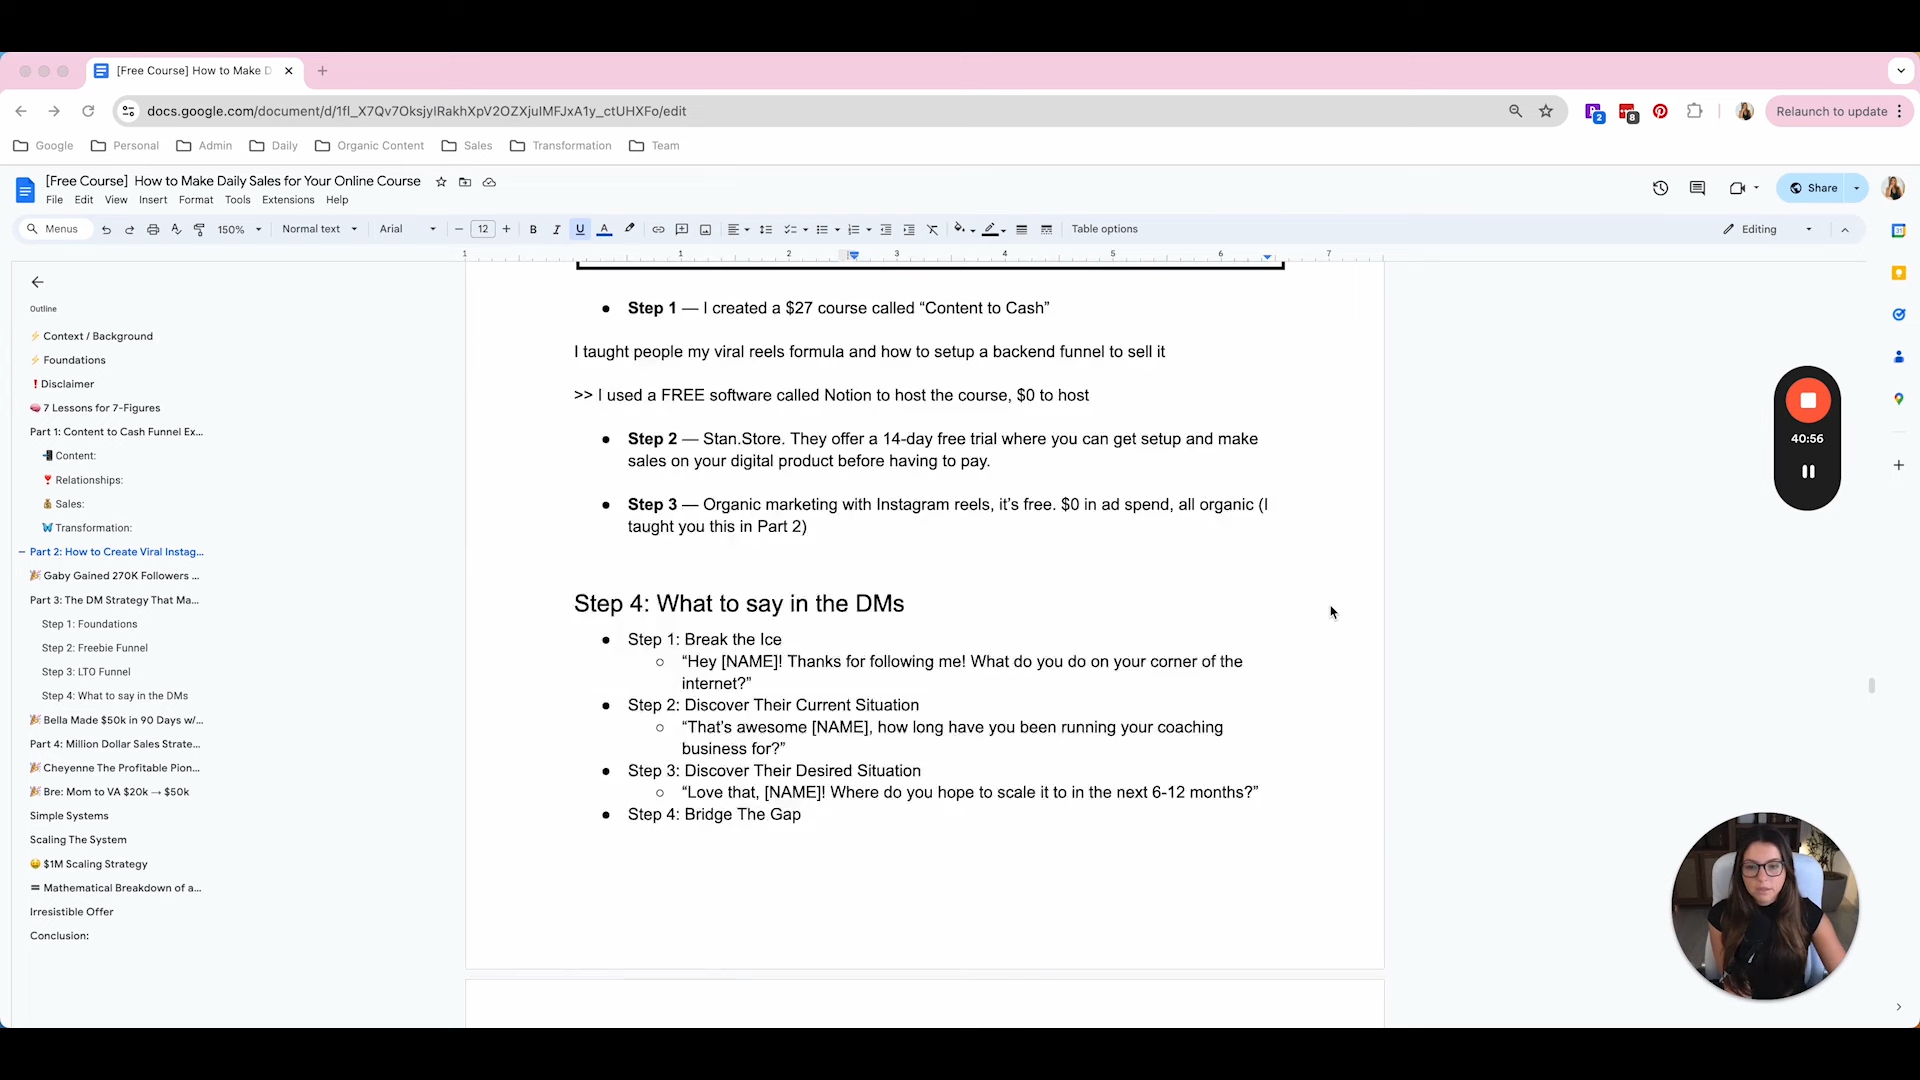 [Free Course] How to Make D
docs.google.com/document/d/1fl_X7Qv7OksjyIRakhXpV2OZXjuIMFJxA1y_ctUHXFo/edit
2
8
Relaunch to update
Google
Personal
Admin
Daily
Organic Content
Sales
Transformation
Team
[Free Course] How to Make Daily Sales for Your Online Course
File Edit View Insert Format Tools Extensions Help
Share
Menus
150%
Normal text
Arial
12
B
I
U
A
Table options
Editing
1 1 2 3 4 5 6 7
Outline
⚡ Context / Background
⚡ Foundations
❗Disclaimer
🧠 7 Lessons for 7-Figures
Part 1: Content to Cash Funnel Ex...
📲 Content:
❣️ Relationships:
💰 Sales:
🦋 Transformation:
Part 2: How to Create Viral Instag...
🎉 Gaby Gained 270K Followers ...
Part 3: The DM Strategy That Ma...
Step 1: Foundations
Step 2: Freebie Funnel
Step 3: LTO Funnel
Step 4: What to say in the DMs
🎉 Bella Made $50k in 90 Days w/...
Part 4: Million Dollar Sales Strate...
🎉 Cheyenne The Profitable Pion...
🎉 Bre: Mom to VA $20k → $50k
Simple Systems
Scaling The System
🤑 $1M Scaling Strategy
🟰 Mathematical Breakdown of a...
Irresistible Offer
Conclusion:
● Step 1 — I created a $27 course called “Content to Cash”
I taught people my viral reels formula and how to setup a backend funnel to sell it
>> I used a FREE software called Notion to host the course, $0 to host
● Step 2 — Stan.Store. They offer a 14-day free trial where you can get setup and make
sales on your digital product before having to pay.
● Step 3 — Organic marketing with Instagram reels, it’s free. $0 in ad spend, all organic (I
taught you this in Part 2)
Step 4: What to say in the DMs
● Step 1: Break the Ice
○ “Hey [NAME]! Thanks for following me! What do you do on your corner of the
internet?”
● Step 2: Discover Their Current Situation
○ “That’s awesome [NAME], how long have you been running your coaching
business for?”
● Step 3: Discover Their Desired Situation
○ “Love that, [NAME]! Where do you hope to scale it to in the next 6-12 months?”
● Step 4: Bridge The Gap
40:56